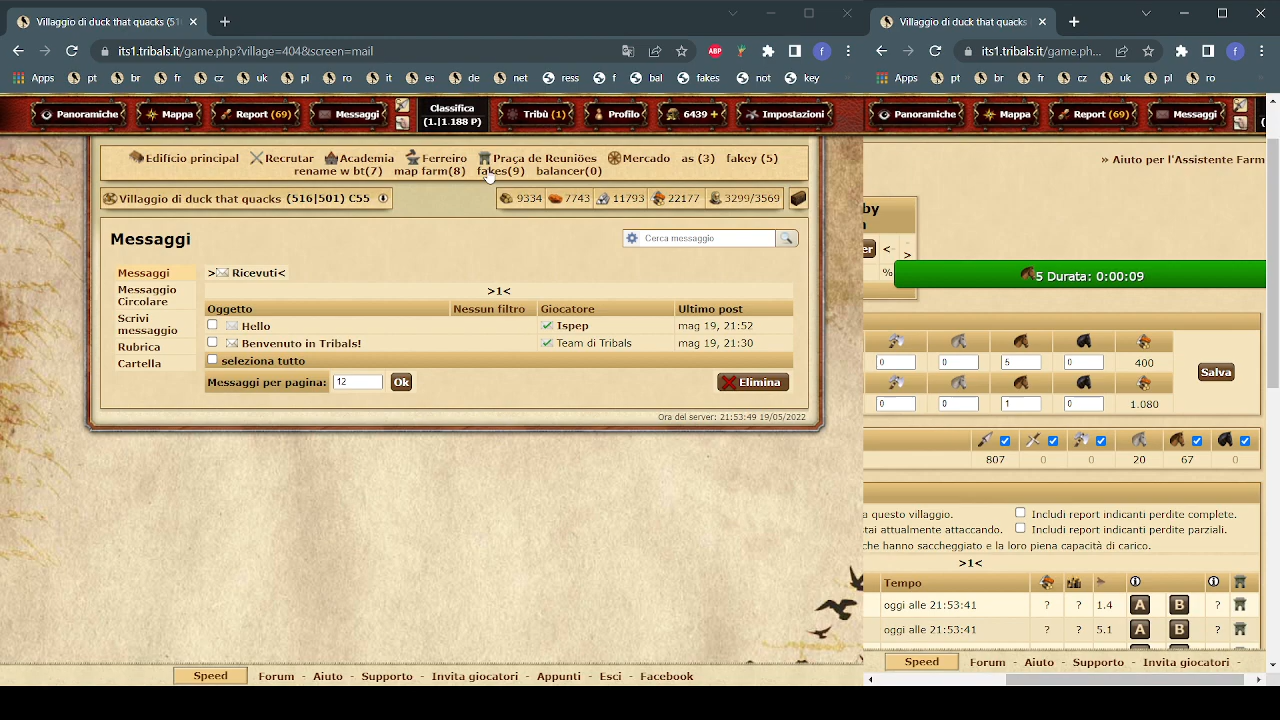 Villaggio di duck that quacks (51
its1.tribals.it/game.php?village=404&screen=mail
ABP
f
Apps pt br fr cz uk pl ro it es de net ress f bal fakes not key
Panoramiche Mappa Report (69) Messaggi Classifica (1.|1.188 P) Tribù (1) Profilo 6439 + Impostazioni
Edificio principal Recrutar Academia Ferreiro Praça de Reuniões Mercado as (3) fakey (5)
rename w bt(7) map farm(8) fakes(9) balancer(0)
Villaggio di duck that quacks (516|501) C55 9334 7743 11793 22177 3299/3569
Messaggi
Cerca messaggio
Messaggi
Messaggio Circolare
Scrivi messaggio
Rubrica
Cartella
> Ricevuti<
>1<
Oggetto Nessun filtro Giocatore Ultimo post
Hello Ispep mag 19, 21:52
Benvenuto in Tribals! Team di Tribals mag 19, 21:30
seleziona tutto
Messaggi per pagina: 12 Ok Elimina
Ora del server: 21:53:49 19/05/2022
Speed Forum - Aiuto - Supporto - Invita giocatori - Appunti - Esci - Facebook
Villaggio di duck that quacks
its1.tribals.it/game.ph...
f
Apps pt br fr cz uk pl ro
Panoramiche Mappa Report (69) Messaggi
» Aiuto per l'Assistente Farm
by
er <- ->
%
5 Durata: 0:00:09
0 0 5 0 400
Salva
0 0 1 0 1.080
807 0 0 20 67 0
a questo villaggio. Includi report indicanti perdite complete.
tai attualmente attaccando. Includi report indicanti perdite parziali.
che hanno saccheggiato e la loro piena capacità di carico.
>1<
Tempo
oggi alle 21:53:41 ? ? 1.4 A B ?
oggi alle 21:53:41 ? ? 5.1 A B ?
Speed Forum - Aiuto - Supporto - Invita giocatori -